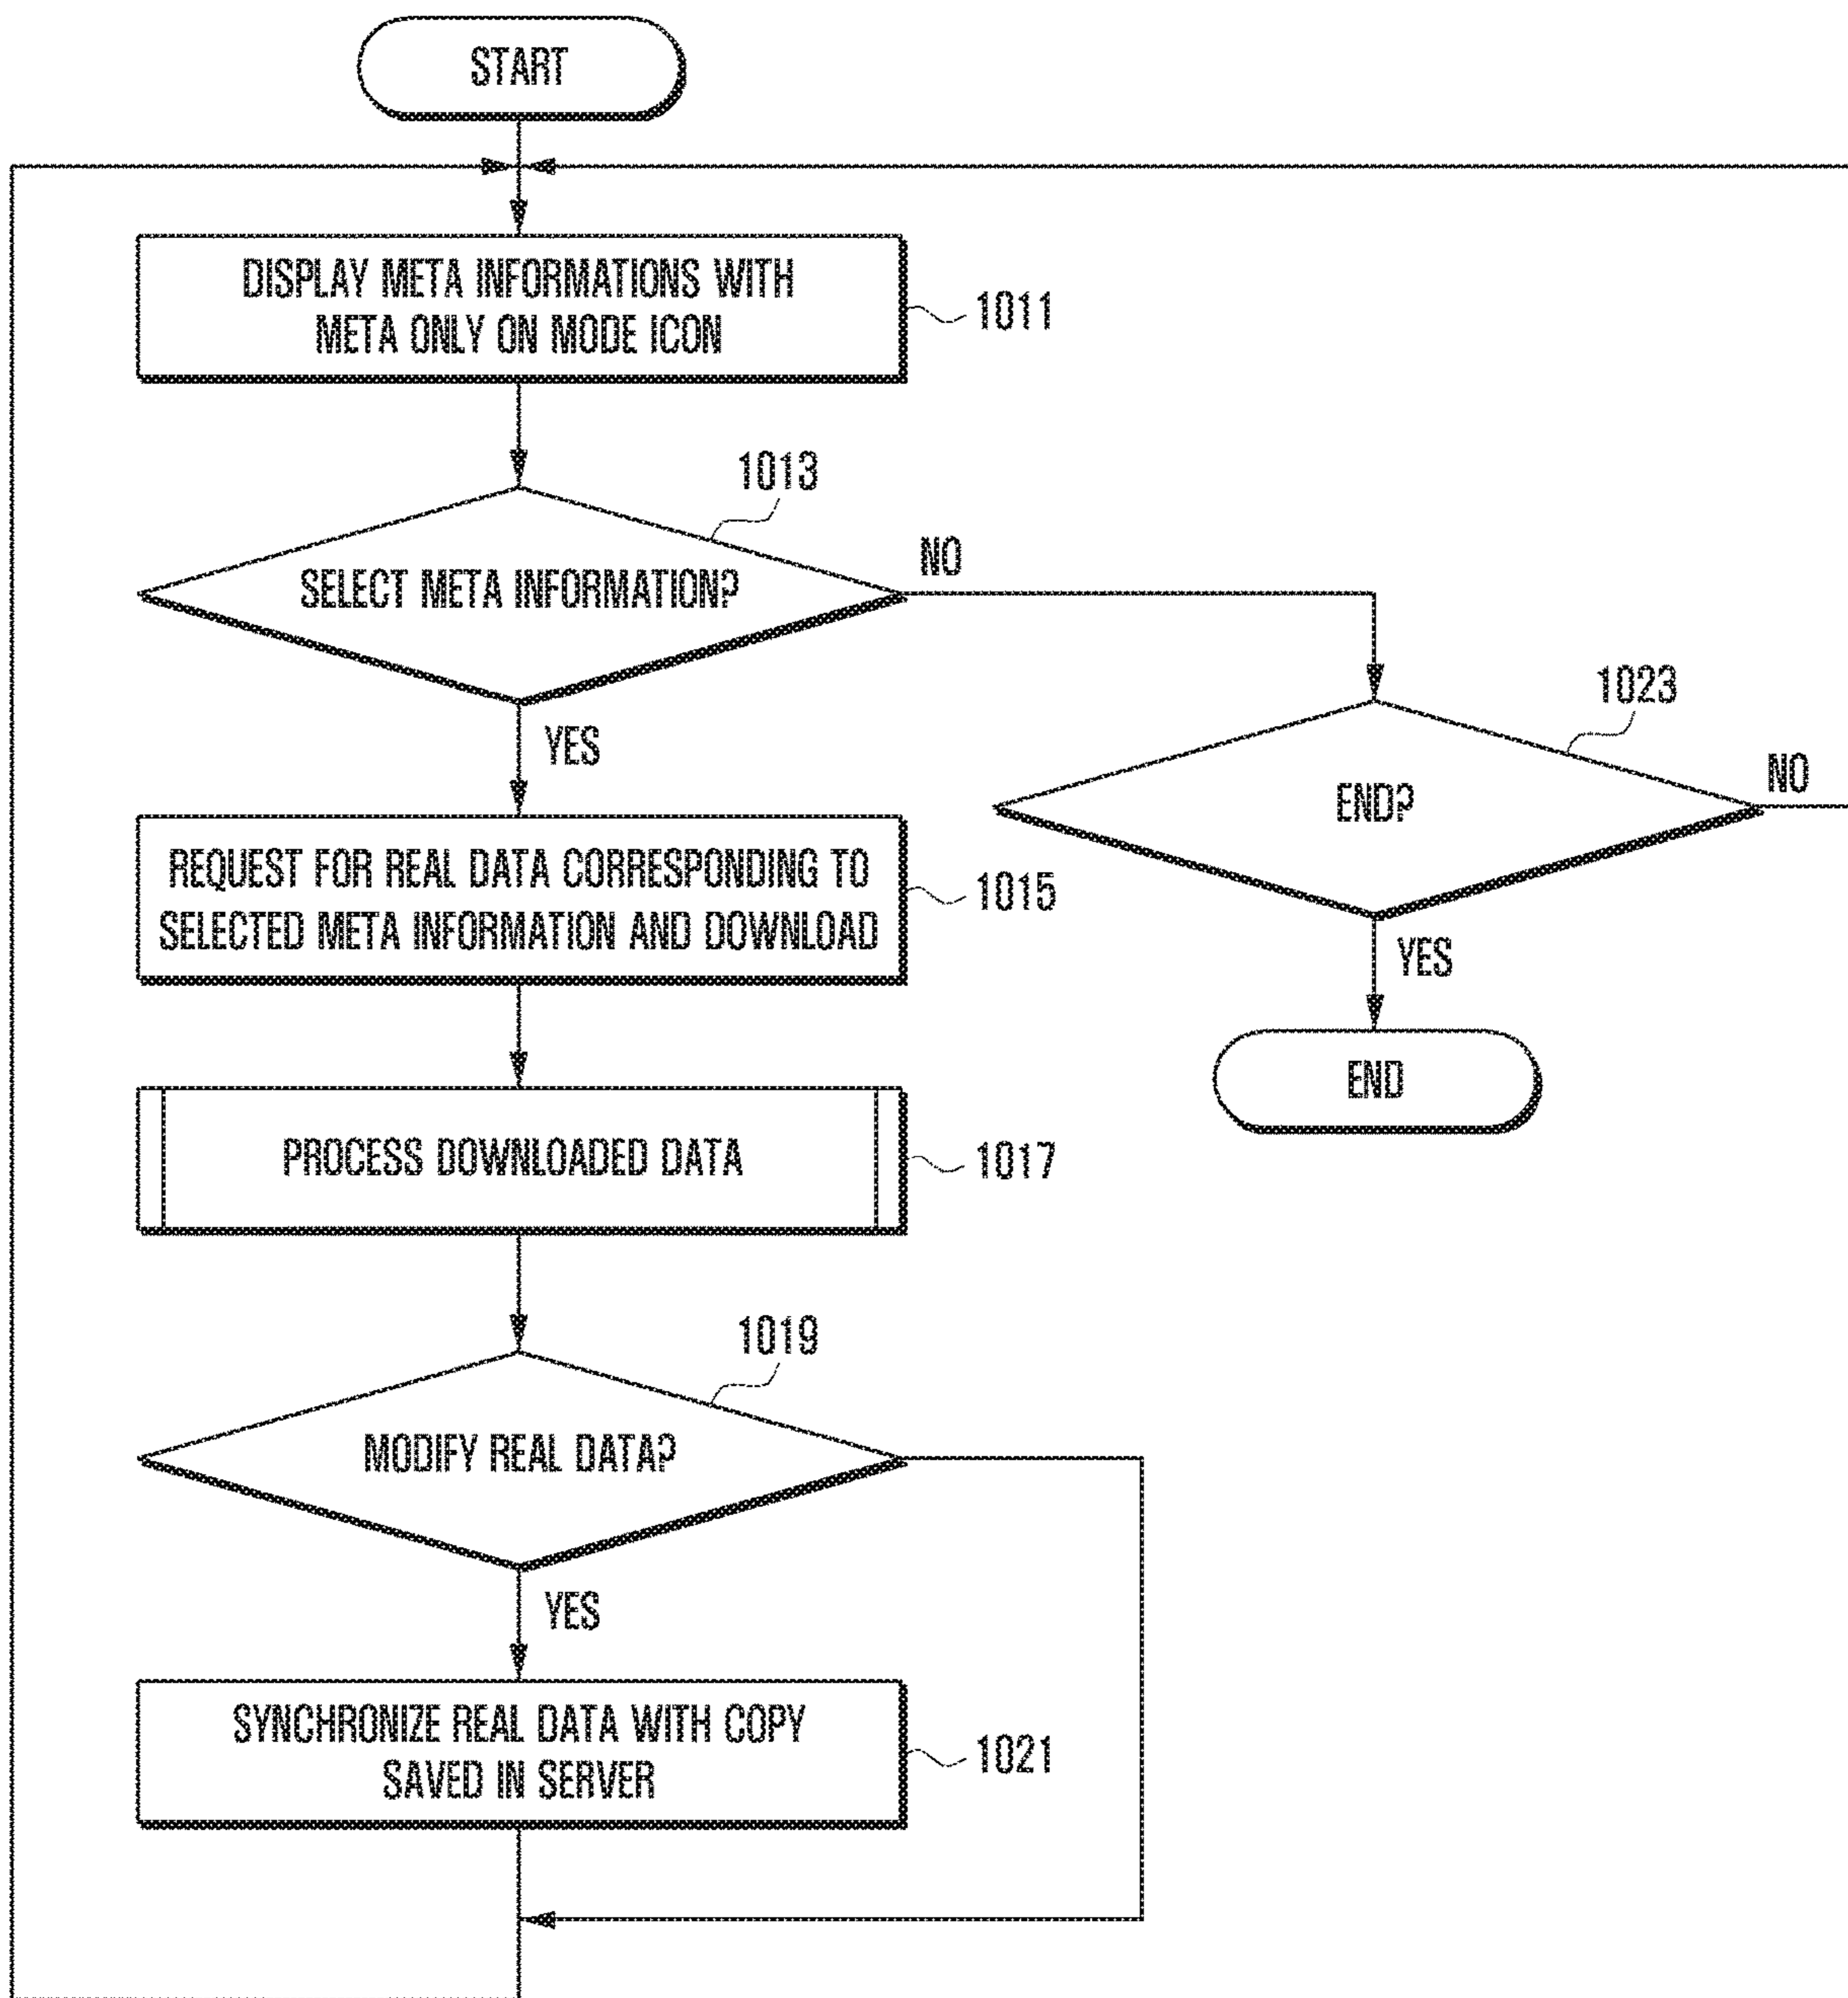 START
DISPLAY META INFORMATIONS WITH
META ONLY ON MODE ICON
1011
1013
SELECT META INFORMATION?
NO
YES
1023
END?
NO
YES
END
REQUEST FOR REAL DATA CORRESPONDING TO
SELECTED META INFORMATION AND DOWNLOAD
1015
PROCESS DOWNLOADED DATA
1017
1019
MODIFY REAL DATA?
YES
SYNCHRONIZE REAL DATA WITH COPY
SAVED IN SERVER
1021